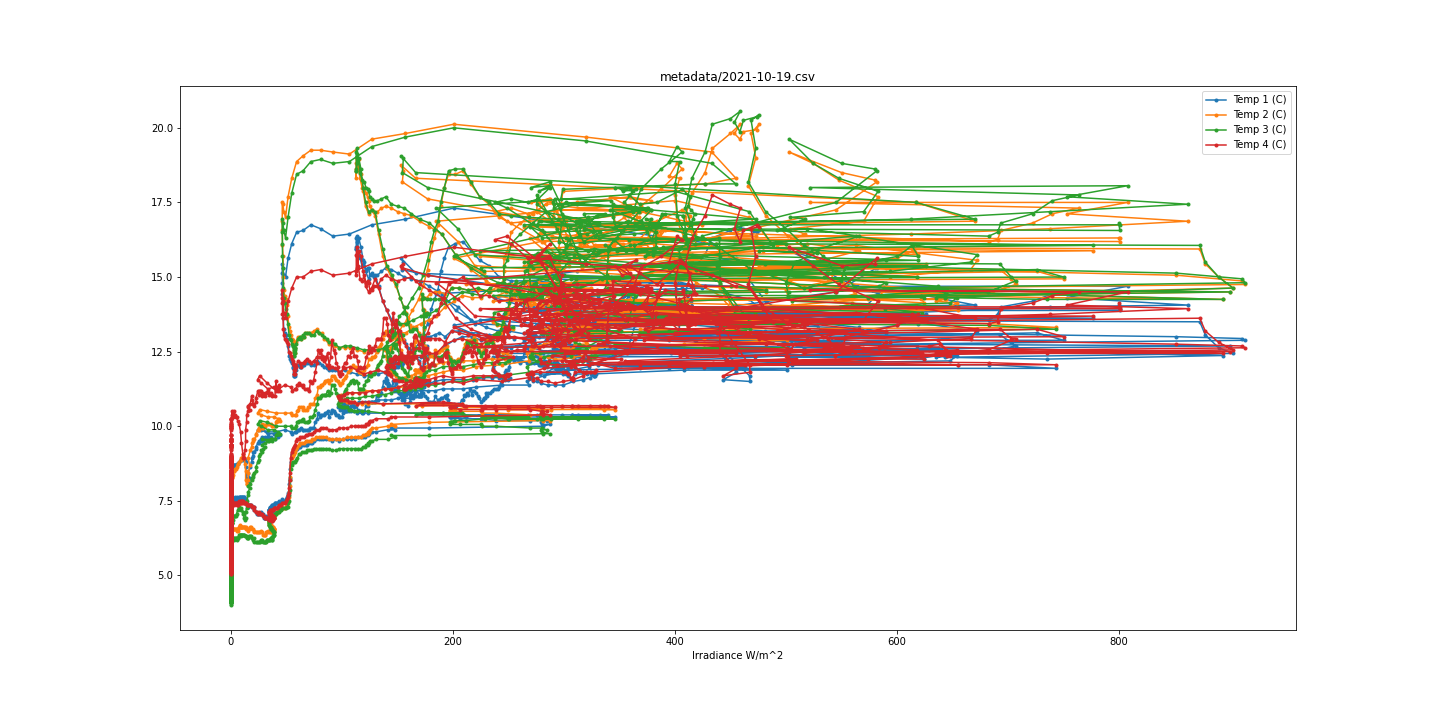 metadata/2021-10-19.csv
Temp 1 (C)
Temp 2 (C)
Temp 3 (C)
Temp 4 (C)
20.0
17.5
15.0
12.5
10.0
7.5
5.0
0 200 400 600 800
Irradiance W/m^2